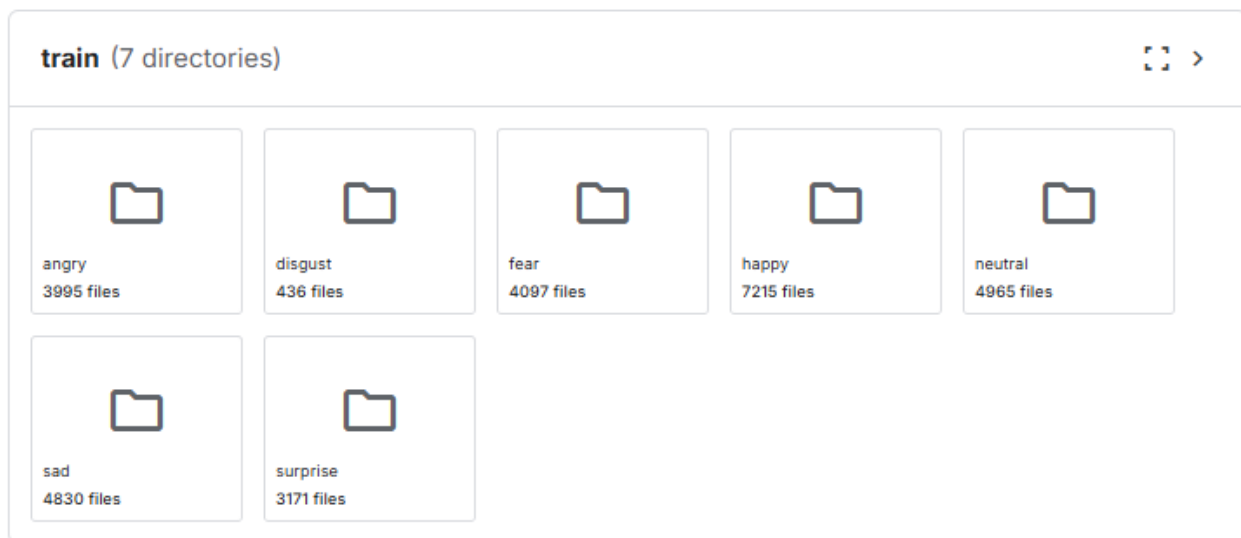 train (7 directories)
angry
3995 files
disgust
436 files
fear
4097 files
happy
7215 files
neutral
4965 files
sad
4830 files
surprise
3171 files